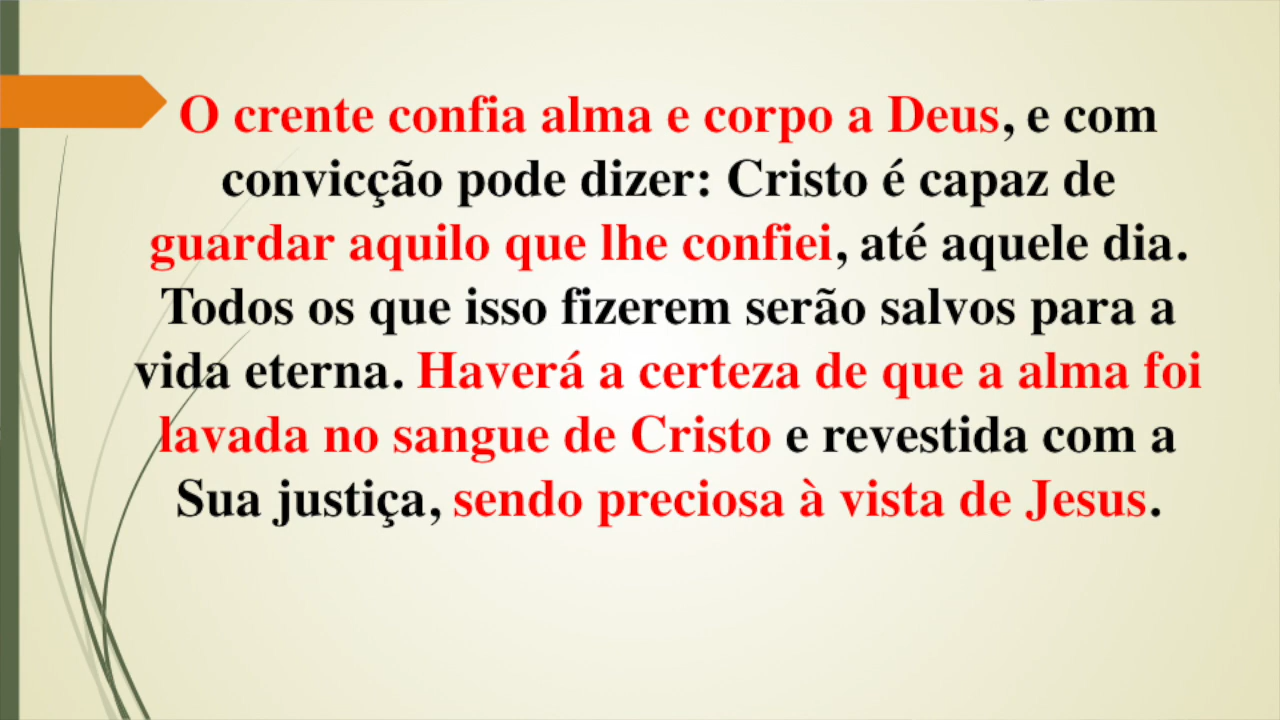 O crente confia alma e corpo a Deus, e com
convicção pode dizer: Cristo é capaz de
guardar aquilo que lhe confiei, até aquele dia.
Todos os que isso fizerem serão salvos para a
vida eterna. Haverá a certeza de que a alma foi
lavada no sangue de Cristo e revestida com a
Sua justiça, sendo preciosa à vista de Jesus.